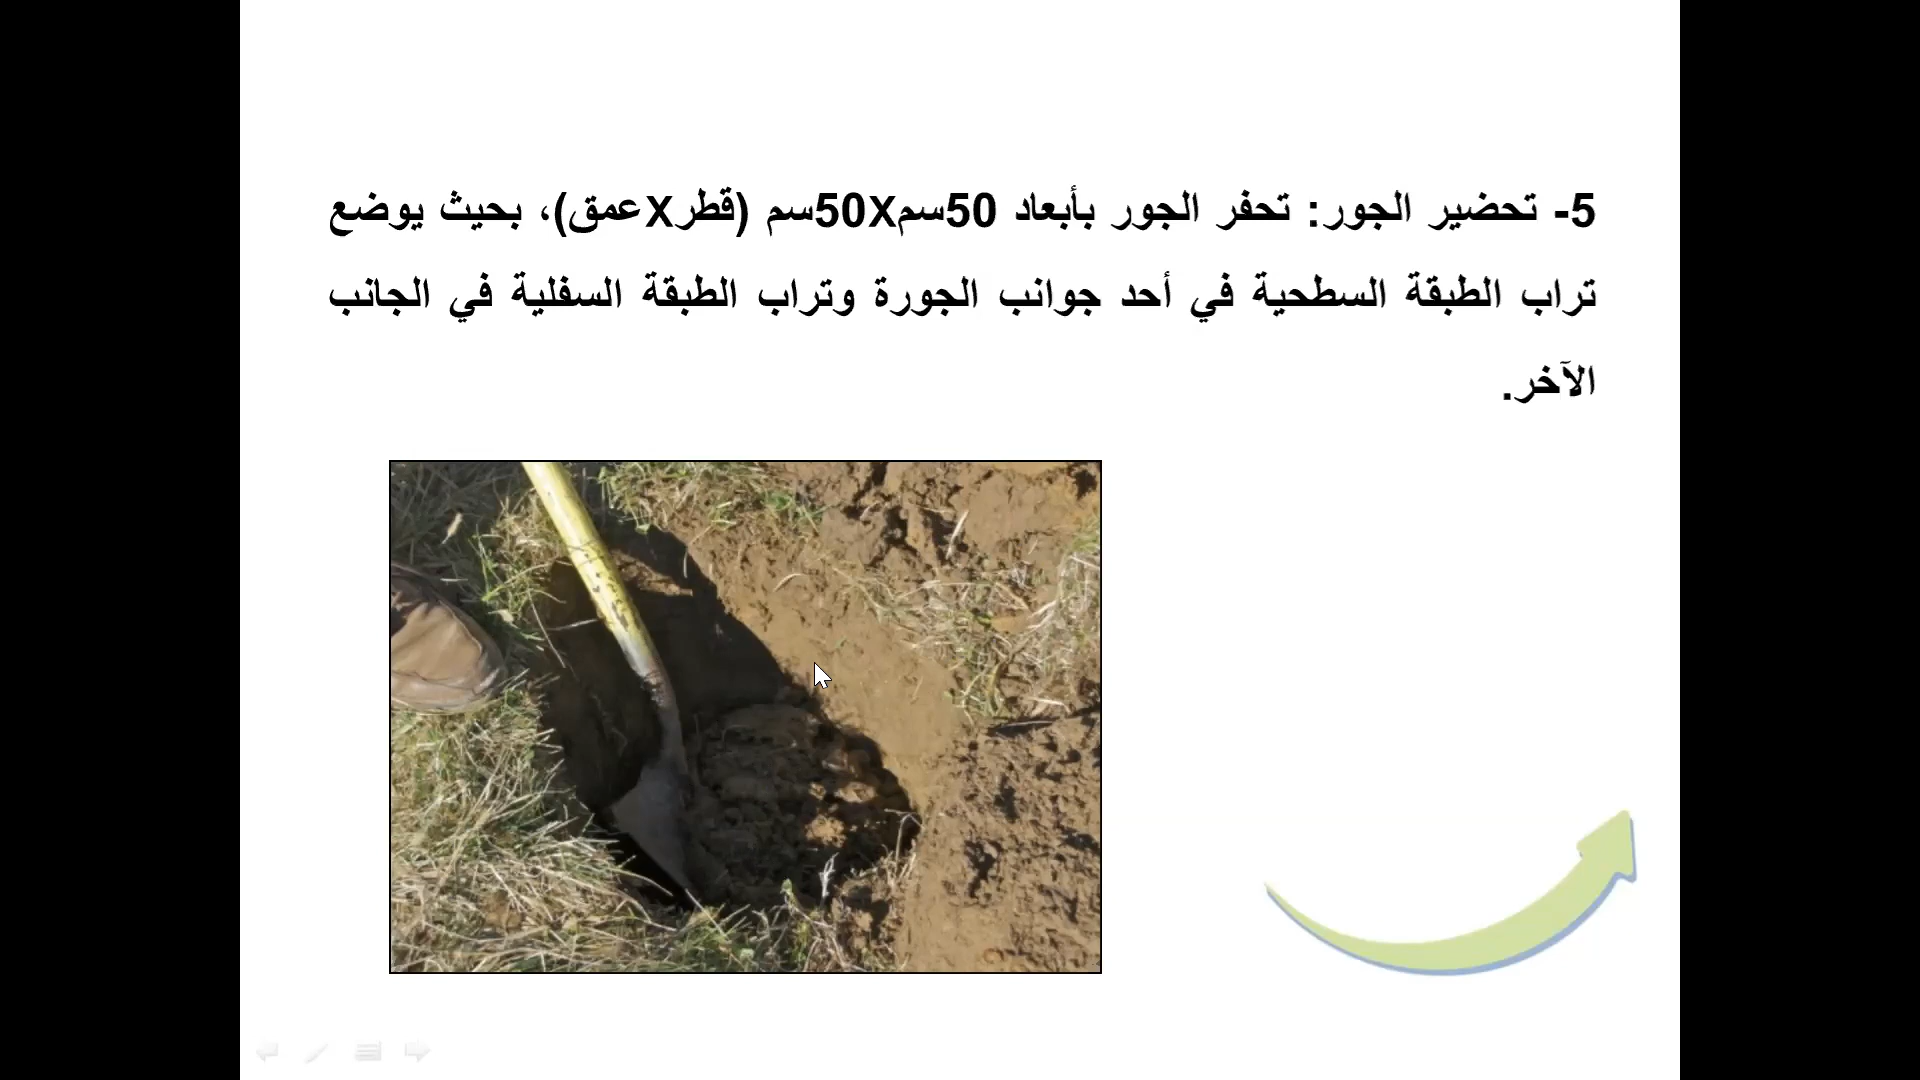 5- تحضير الجور: تحفر الجور بأبعاد 50سمX50سم (قطرXعمق)، بحيث يوضع
تراب الطبقة السطحية في أحد جوانب الجورة وتراب الطبقة السفلية في الجانب
الآخر.